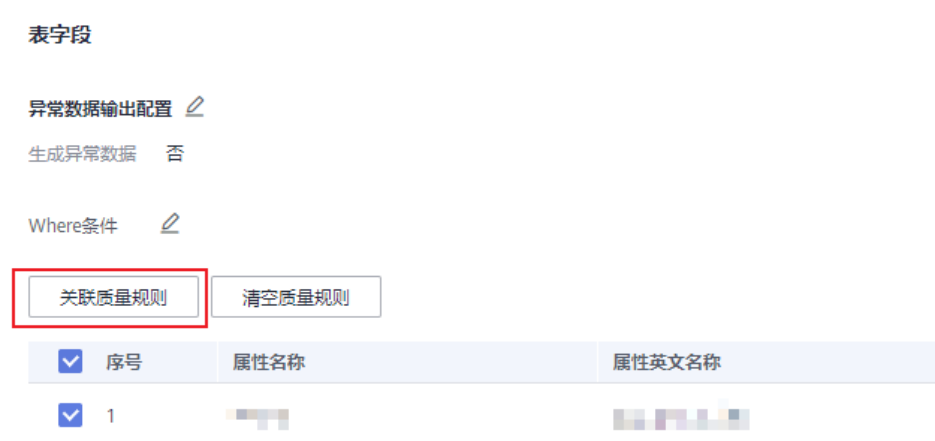 表字段
异常数据输出配置
生成异常数据 否
Where条件
关联质量规则 清空质量规则
序号 属性名称 属性英文名称
1